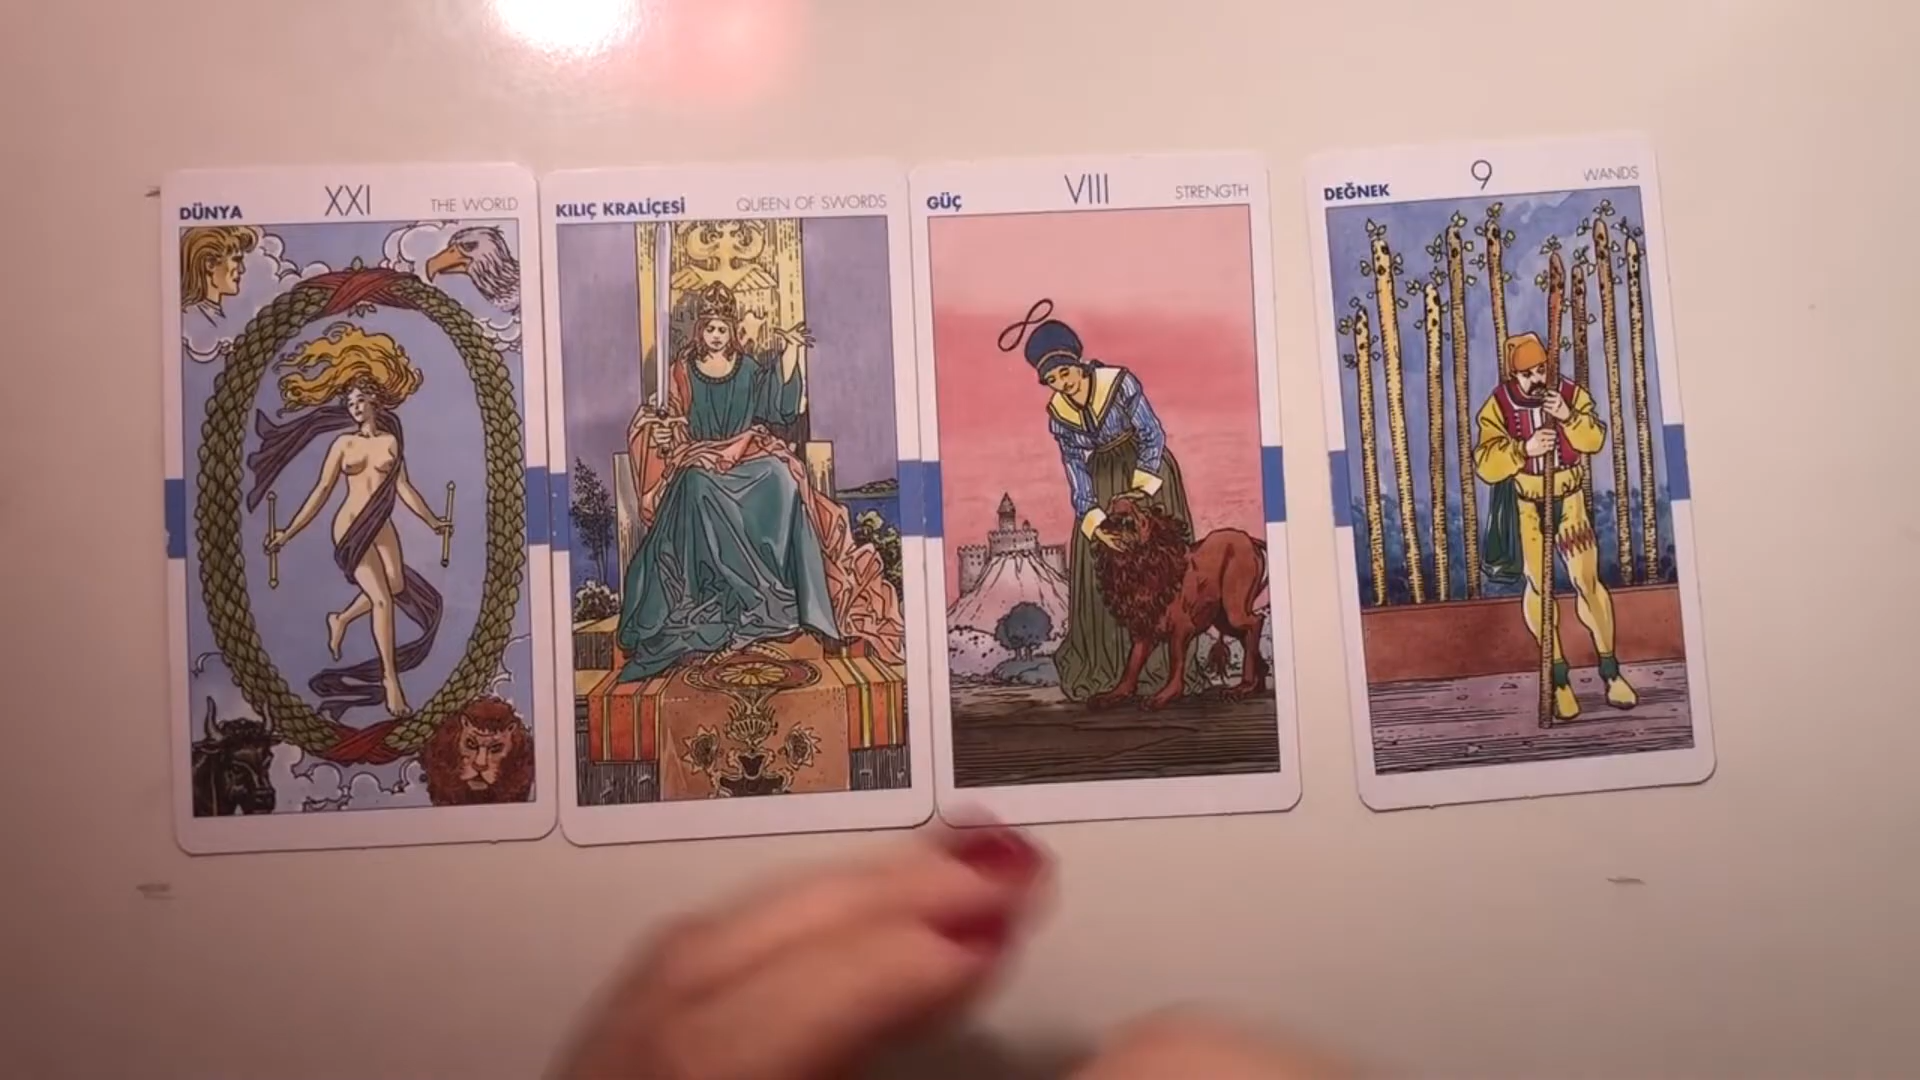 DÜNYA XXI THE WORLD
KILIÇ KRALİÇESİ QUEEN OF SWORDS
GÜÇ VIII STRENGTH
DEĞNEK 9 WANDS